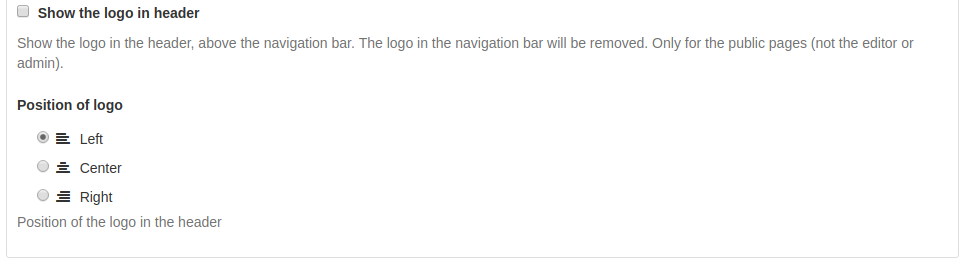 Show the logo in header
Show the logo in the header, above the navigation bar. The logo in the navigation bar will be removed. Only for the public pages (not the editor or
admin).
Position of logo
Left
Center
Right
Position of the logo in the header